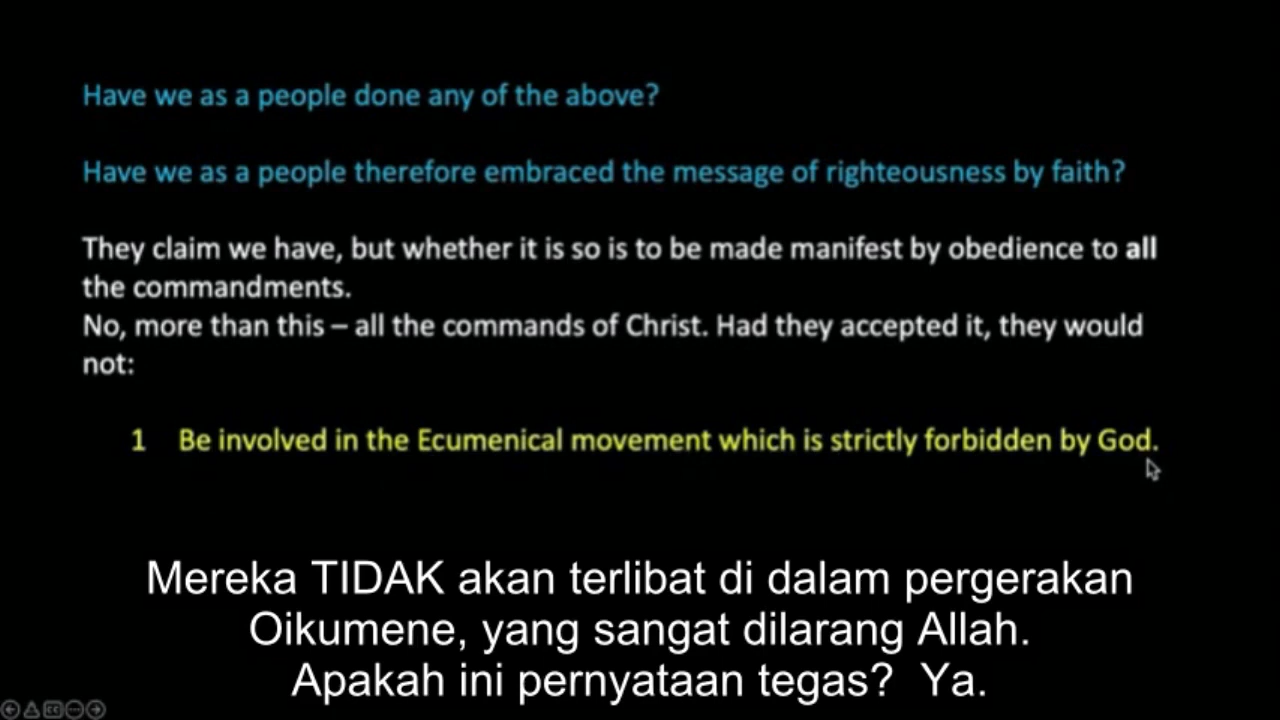 Have we as a people done any of the above?
Have we as a people therefore embraced the message of righteousness by faith?
They claim we have, but whether it is so is to be made manifest by obedience to all
the commandments.
No, more than this – all the commands of Christ. Had they accepted it, they would
not:
1 Be involved in the Ecumenical movement which is strictly forbidden by God.
Mereka TIDAK akan terlibat di dalam pergerakan
Oikumene, yang sangat dilarang Allah.
Apakah ini pernyataan tegas? Ya.